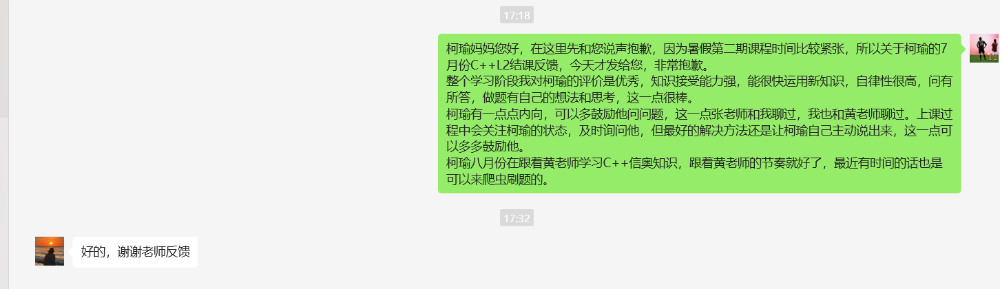 17:18
柯瑜妈妈您好，在这里先和您说声抱歉，因为暑假第二期课程时间比较紧张，所以关于柯瑜的7
月份C++L2结课反馈，今天才发给您，非常抱歉。
整个学习阶段我对柯瑜的评价是优秀，知识接受能力强，能很快运用新知识，自律性很高，问有
所答，做题有自己的想法和思考，这一点很棒。
柯瑜有一点点内向，可以多鼓励他问问题，这一点张老师和我聊过，我也和黄老师聊过。上课过
程中会关注柯瑜的状态，及时询问他，但最好的解决方法还是让柯瑜自己主动说出来，这一点可
以多多鼓励他。
柯瑜八月份在跟着黄老师学习C++信奥知识，跟着黄老师的节奏就好了，最近有时间的话也是
可以来爬虫刷题的。
17:32
好的，谢谢老师反馈